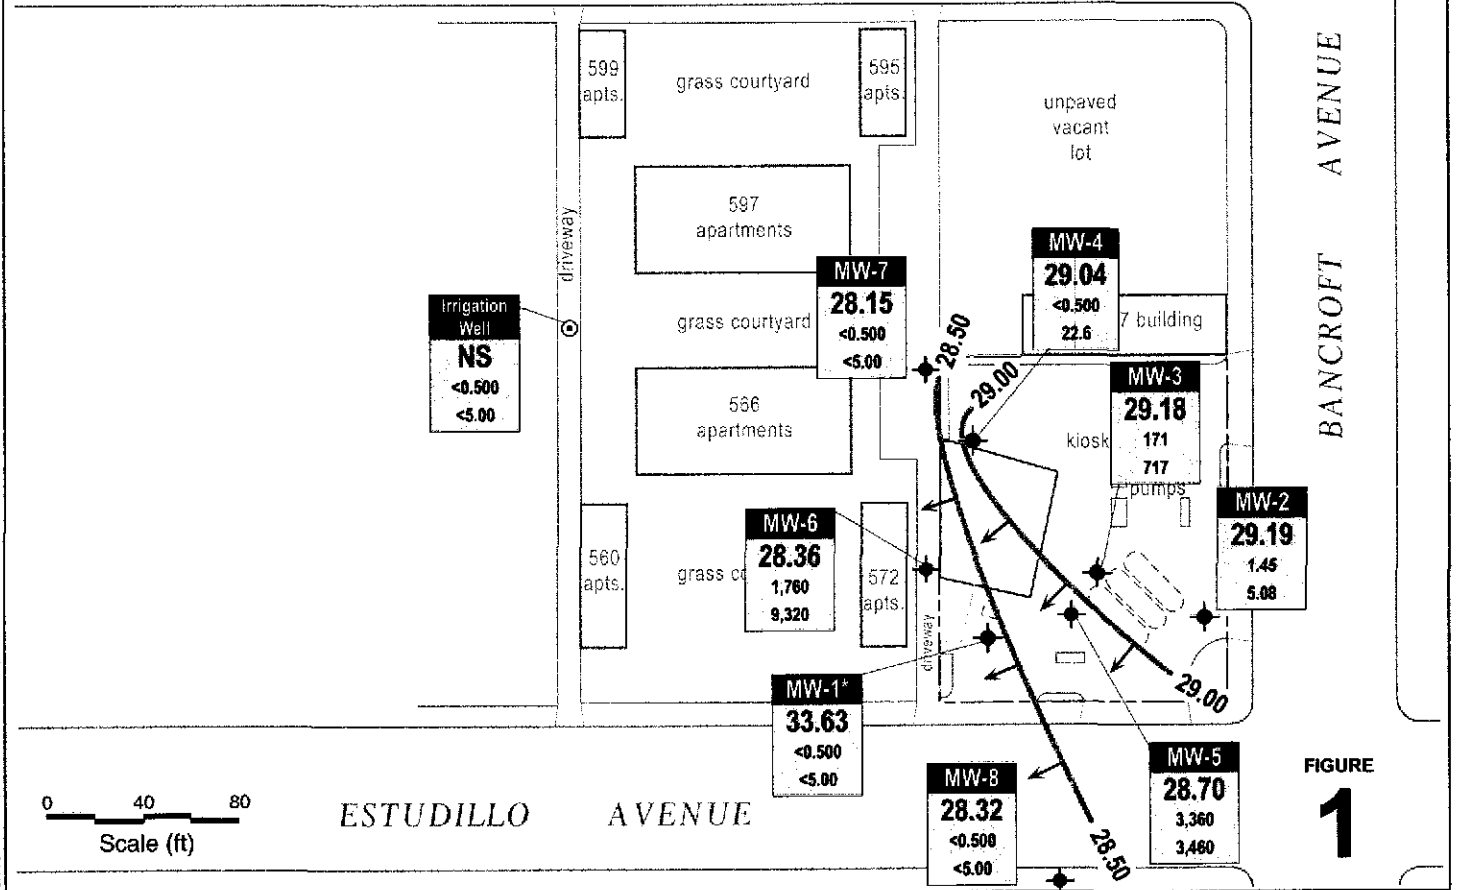 599
apts.
grass courtyard
595
apts.
unpaved
vacant
lot
BANCROFT AVENUE
597
apartments
driveway
MW-4
29.04
<0.500
22.6
MW-7
28.15
<0.500
<5.00
Irrigation
Well
NS
<0.500
<5.00
grass courtyard
28.50
7 building
29.00
MW-3
29.18
171
717
566
apartments
kiosk
pumps
MW-2
29.19
1.45
5.08
MW-6
28.36
1,760
9,320
560
apts.
grass co
572
apts.
driveway
MW-1*
33.63
<0.500
<5.00
29.00
MW-5
28.70
3,360
3,460
MW-8
28.32
<0.500
<5.00
28.50
FIGURE
1
0 40 80
Scale (ft)
ESTUDILLO AVENUE